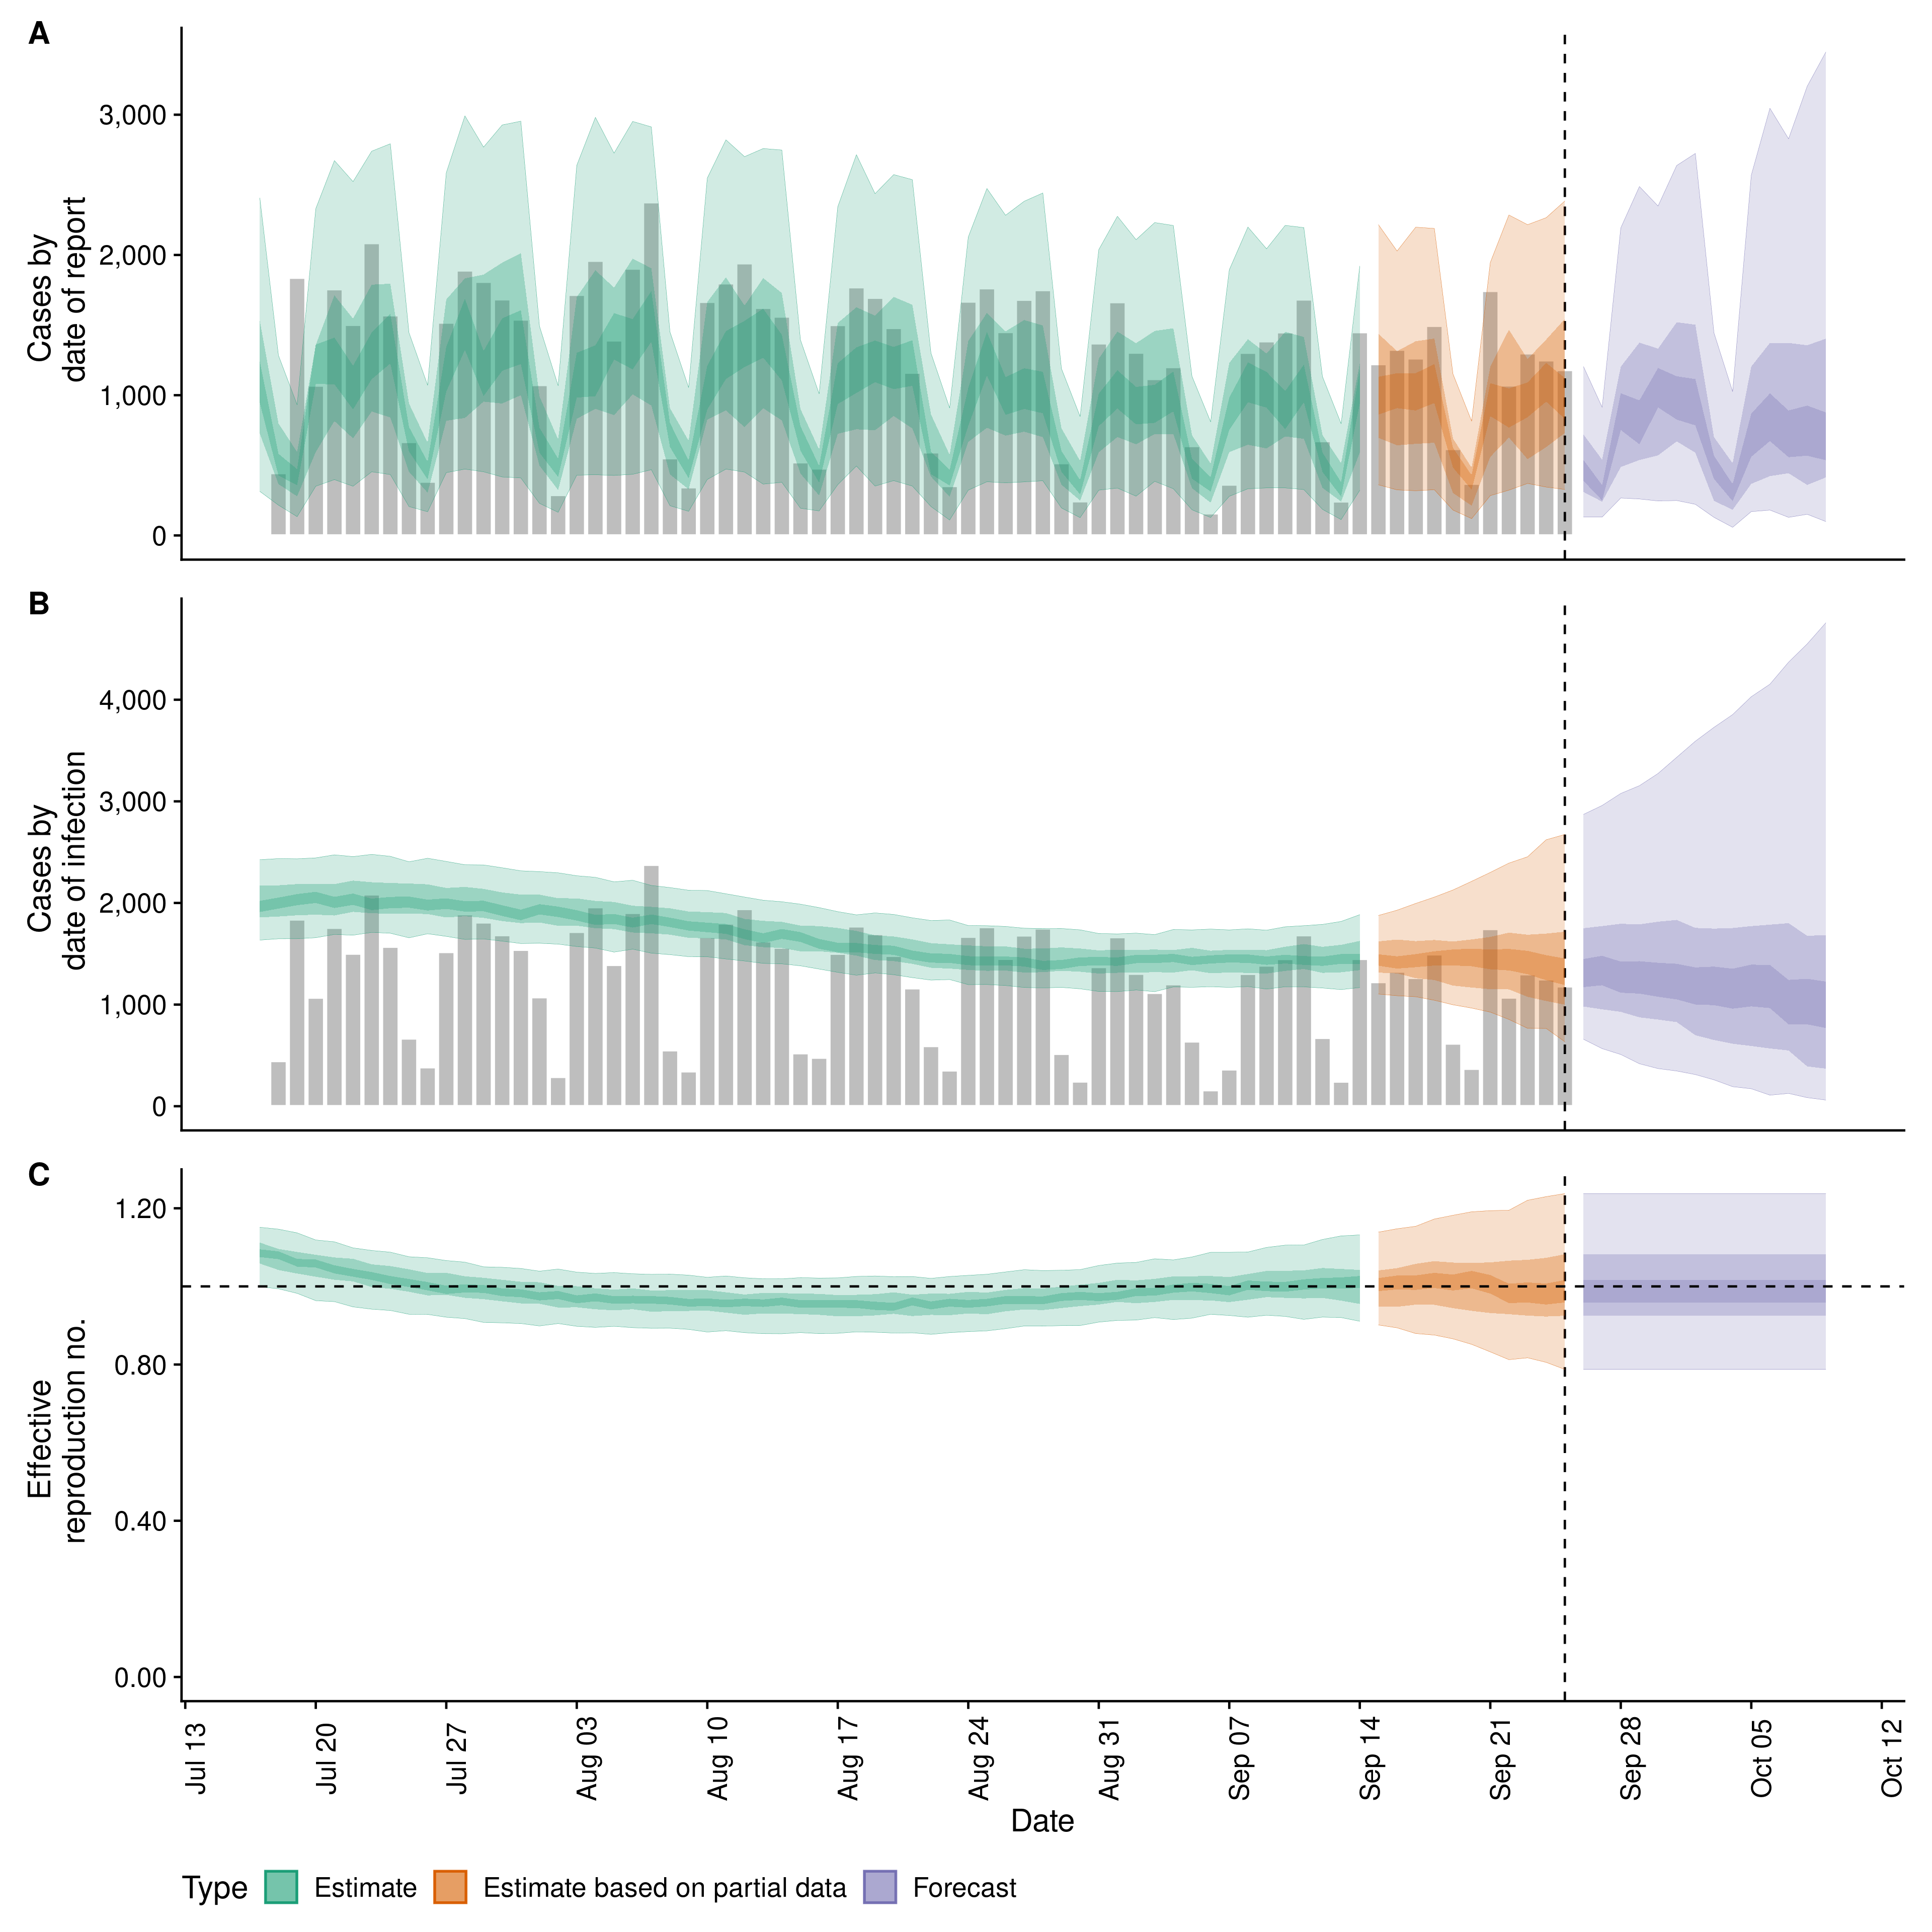 A
3,000
2,000
1,000
0
Cases by
date of report
B
4,000
3,000
2,000
1,000
0
Cases by
date of infection
C
1.20
0.80
0.40
0.00
Effective
reproduction no.
Jul 13
Jul 20
Jul 27
Aug 03
Aug 10
Aug 17
Aug 24
Aug 31
Sep 07
Sep 14
Sep 21
Sep 28
Oct 05
Oct 12
Date
Type Estimate Estimate based on partial data Forecast